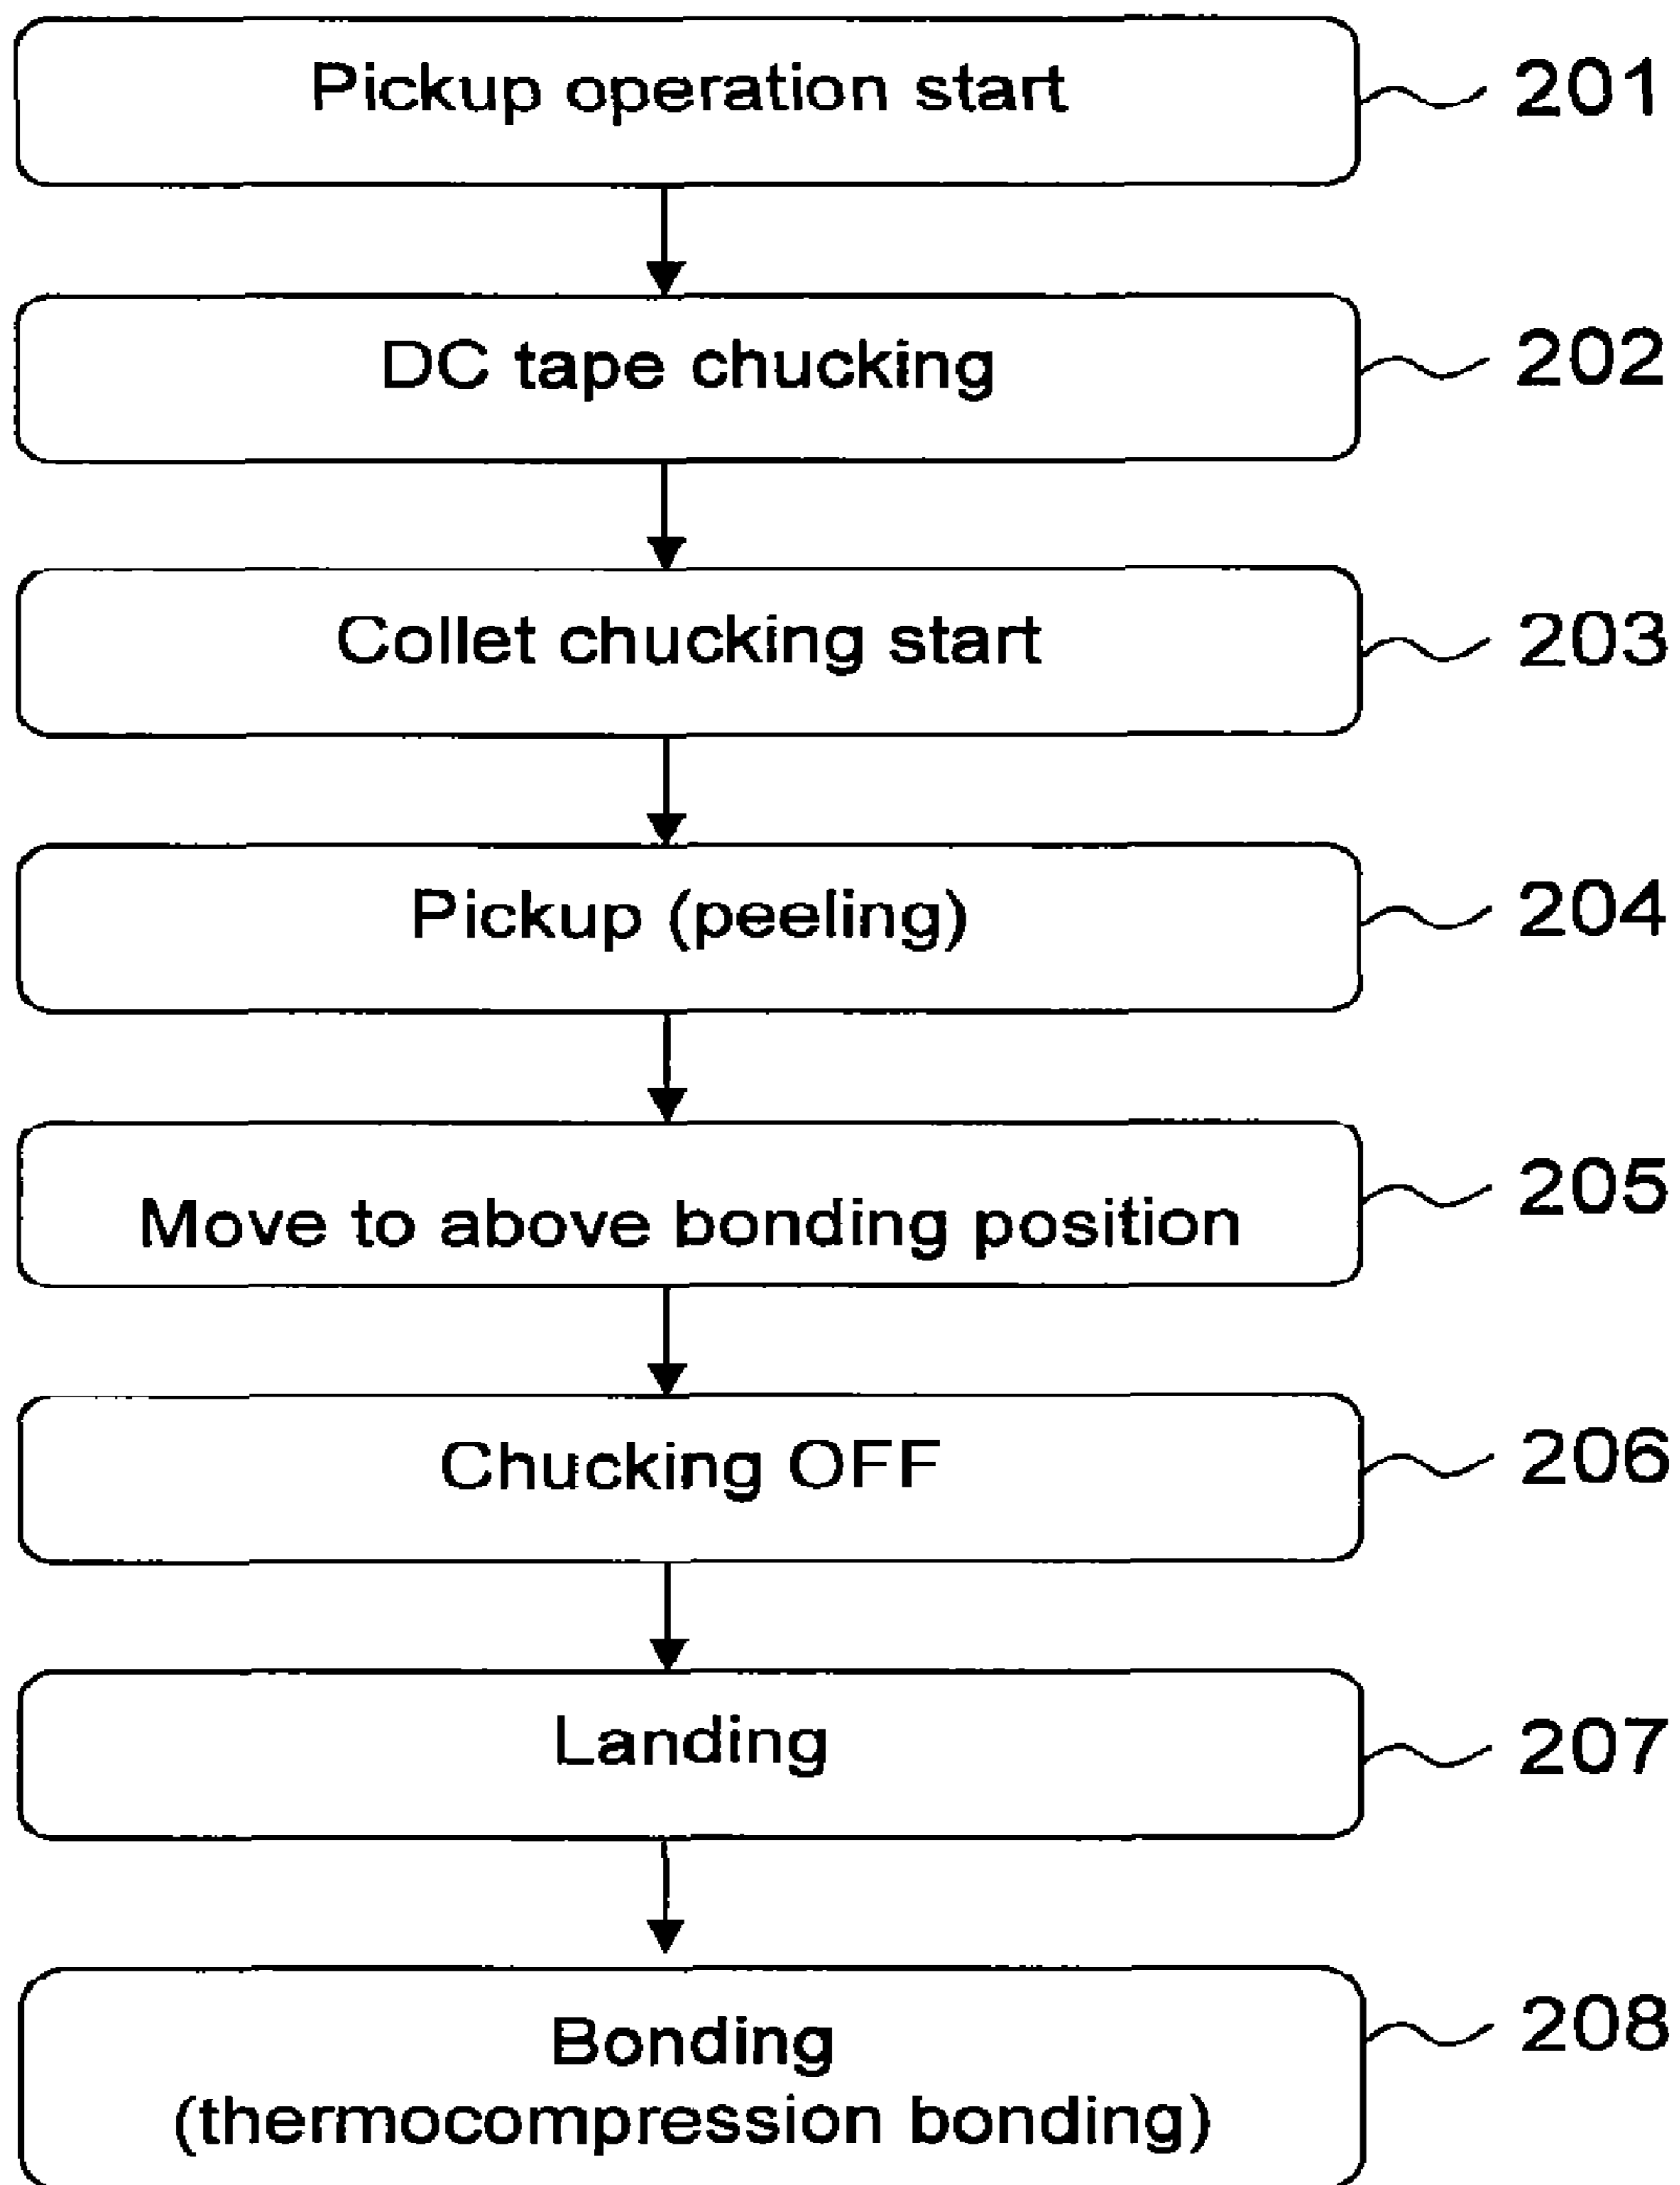 Pickup operation start
201
DC tape chucking
202
Collet chucking start
203
Pickup (peeling)
204
Move to above bonding position
205
Chucking OFF
206
Landing
207
Bonding
(thermocompression bonding)
208